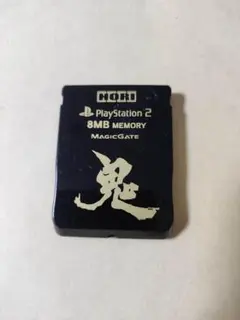 HORI
PlayStation 2
8MB MEMORY
MAGICGATE
鬼